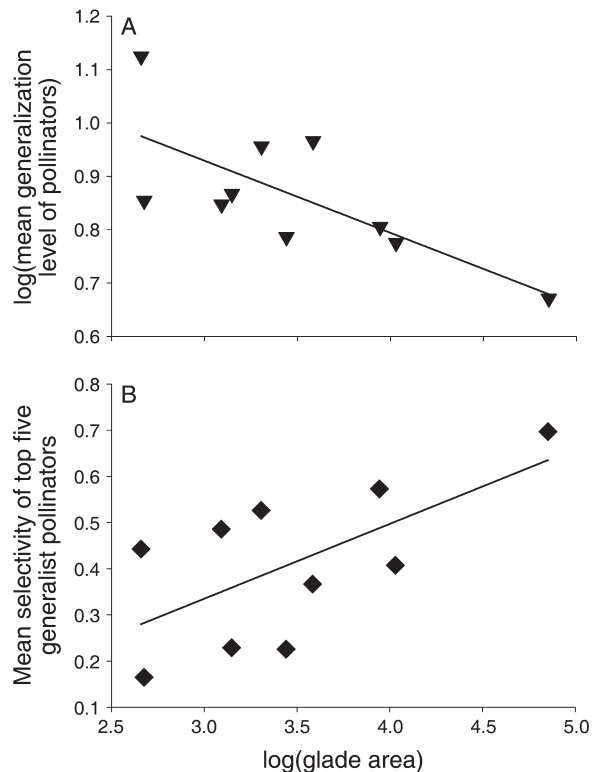 A
1.2
1.1
1.0
0.9
0.8
0.7
0.6
log(mean generalization
level of pollinators)
B
0.8
0.7
0.6
0.5
0.4
0.3
0.2
0.1
Mean selectivity of top five
generalist pollinators
2.5 3.0 3.5 4.0 4.5 5.0
log(glade area)